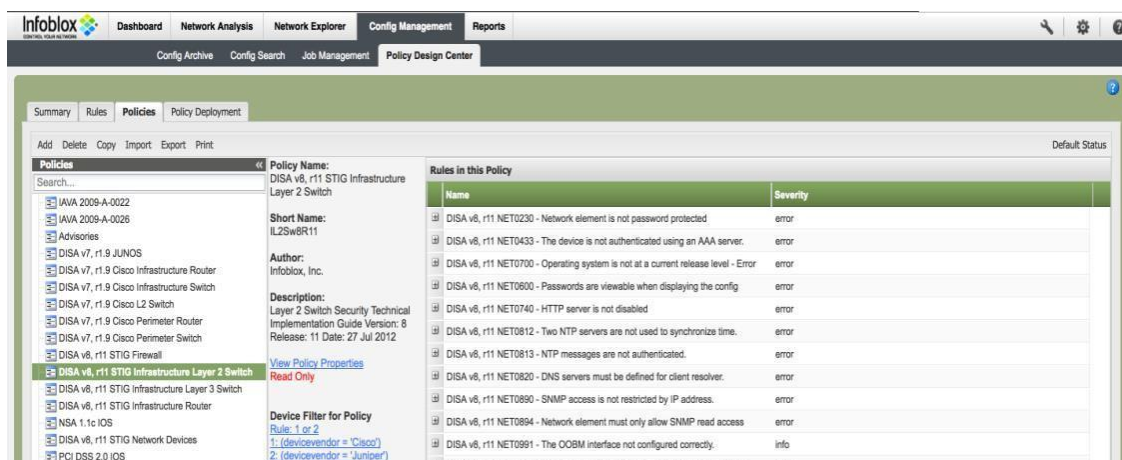 Infoblox
CONTROL YOUR NETWORK
Dashboard Network Analysis Network Explorer Config Management Reports
Config Archive Config Search Job Management Policy Design Center
Summary Rules Policies Policy Deployment
Add Delete Copy Import Export Print
Default Status
Policies «
Search...
IAVA 2009-A-0022
IAVA 2009-A-0026
Advisories
DISA v7, r1.9 JUNOS
DISA v7, r1.9 Cisco Infrastructure Router
DISA v7, r1.9 Cisco Infrastructure Switch
DISA v7, r1.9 Cisco L2 Switch
DISA v7, r1.9 Cisco Perimeter Router
DISA v7, r1.9 Cisco Perimeter Switch
DISA v8, r11 STIG Firewall
DISA v8, r11 STIG Infrastructure Layer 2 Switch
DISA v8, r11 STIG Infrastructure Layer 3 Switch
DISA v8, r11 STIG Infrastructure Router
NSA 1.1c IOS
DISA v8, r11 STIG Network Devices
PCI DSS 2.0 IOS
Policy Name:
DISA v8, r11 STIG Infrastructure
Layer 2 Switch
Short Name:
IL2Sw8R11
Author:
Infoblox, Inc.
Description:
Layer 2 Switch Security Technical
Implementation Guide Version: 8
Release: 11 Date: 27 Jul 2012
View Policy Properties
Read Only
Device Filter for Policy
Rule: 1 or 2
1: (devicevendor = 'Cisco')
2: (devicevendor = 'Juniper')
Rules in this Policy
Name Severity
DISA v8, r11 NET0230 - Network element is not password protected error
DISA v8, r11 NET0433 - The device is not authenticated using an AAA server. error
DISA v8, r11 NET0700 - Operating system is not at a current release level - Error error
DISA v8, r11 NET0600 - Passwords are viewable when displaying the config error
DISA v8, r11 NET0740 - HTTP server is not disabled error
DISA v8, r11 NET0812 - Two NTP servers are not used to synchronize time. error
DISA v8, r11 NET0813 - NTP messages are not authenticated. error
DISA v8, r11 NET0820 - DNS servers must be defined for client resolver. error
DISA v8, r11 NET0890 - SNMP access is not restricted by IP address. error
DISA v8, r11 NET0894 - Network element must only allow SNMP read access error
DISA v8, r11 NET0991 - The OOBM interface not configured correctly. info